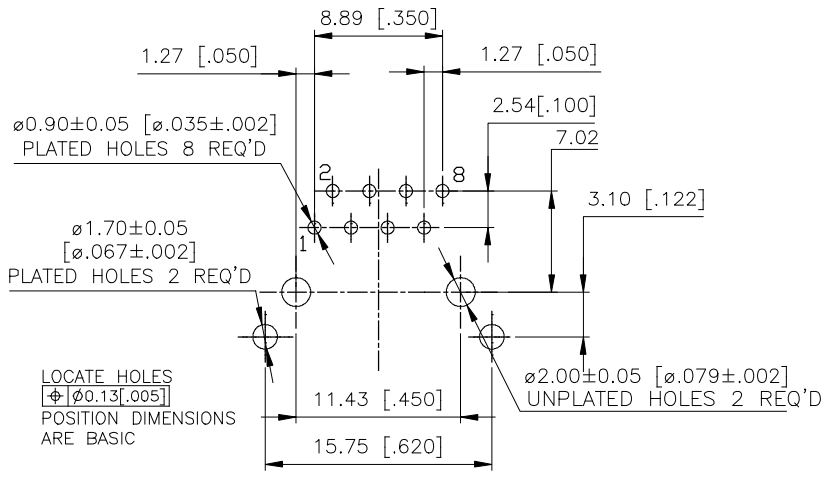 8.89 [.350]
1.27 [.050]
1.27 [.050]
2.54[.100]
ø0.90±0.05 [ø.035±.002]
PLATED HOLES 8 REQ'D
7.02
2
8
3.10 [.122]
1
ø1.70±0.05
[ø.067±.002]
PLATED HOLES 2 REQ'D
LOCATE HOLES
⌖ Ø0.13[.005]
POSITION DIMENSIONS
ARE BASIC
ø2.00±0.05 [ø.079±.002]
UNPLATED HOLES 2 REQ'D
11.43 [.450]
15.75 [.620]